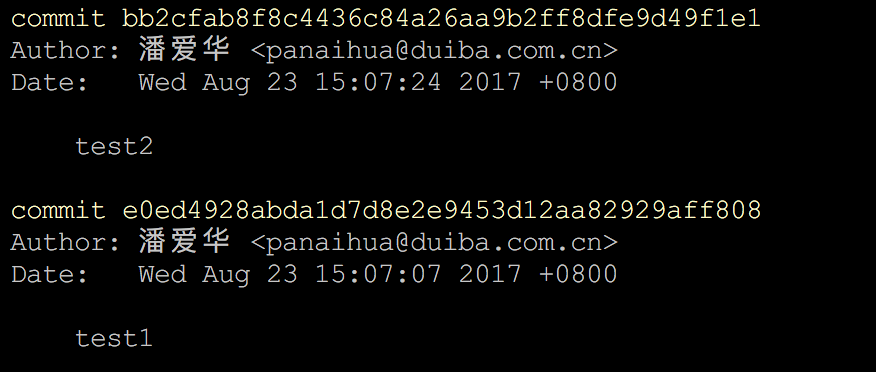 commit bb2cfab8f8c4436c84a26aa9b2ff8dfe9d49f1e1
Author: 潘爱华 <panaihua@duiba.com.cn>
Date:   Wed Aug 23 15:07:24 2017 +0800
test2
commit e0ed4928abda1d7d8e2e9453d12aa82929aff808
Author: 潘爱华 <panaihua@duiba.com.cn>
Date:   Wed Aug 23 15:07:07 2017 +0800
test1